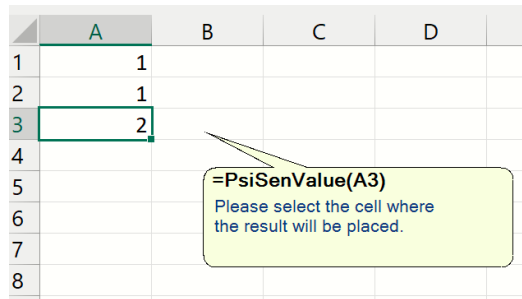 A B C D
1 1
2 1
3 2
4
5 =PsiSenValue(A3)
Please select the cell where
6 the result will be placed.
7
8